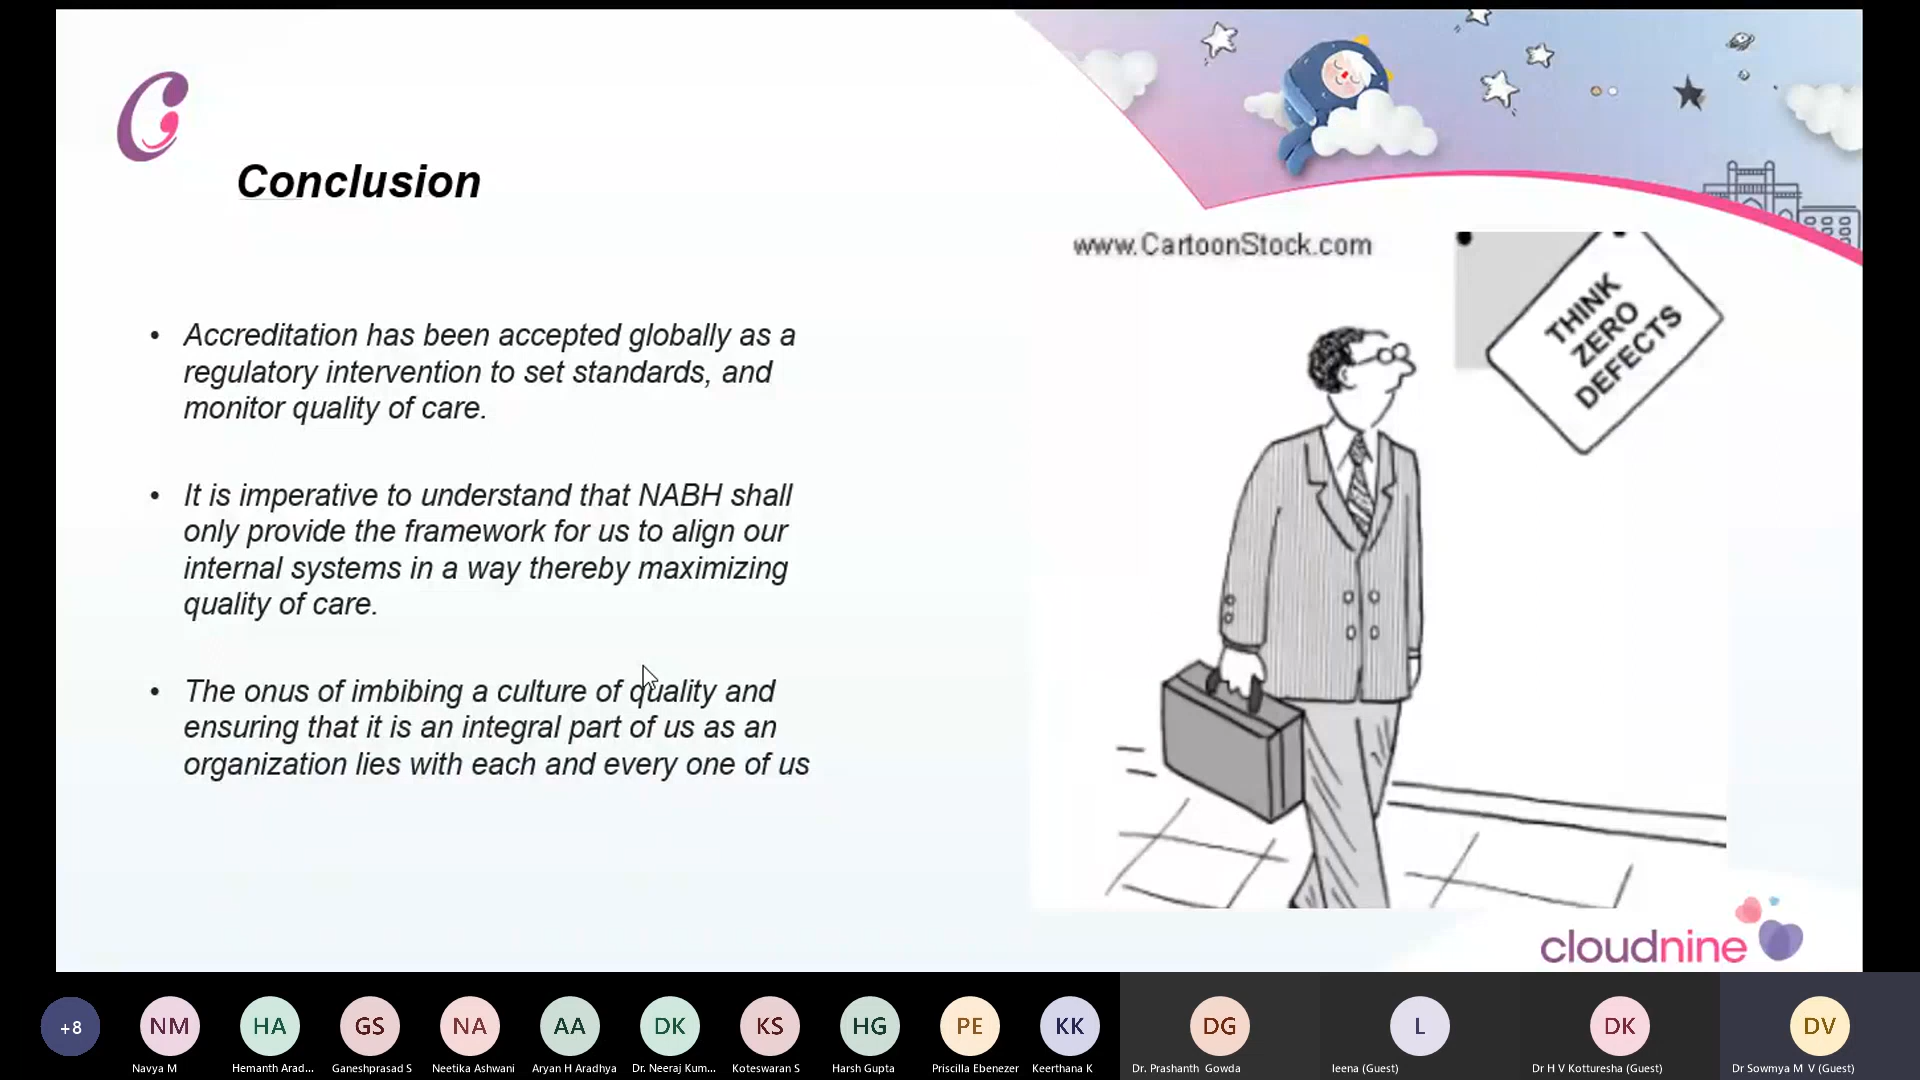 Conclusion
www.CartoonStock.com
THINK
ZERO
DEFECTS
• Accreditation has been accepted globally as a
regulatory intervention to set standards, and
monitor quality of care.
• It is imperative to understand that NABH shall
only provide the framework for us to align our
internal systems in a way thereby maximizing
quality of care.
• The onus of imbibing a culture of quality and
ensuring that it is an integral part of us as an
organization lies with each and every one of us
cloudnine
+8
NM
HA
GS
NA
AA
DK
KS
HG
PE
KK
DG
L
DK
DV
Navya M
Hemanth Arad...
Ganeshprasad S
Neetika Ashwani
Aryan H Aradhya
Dr. Neeraj Kum...
Koteswaran S
Harsh Gupta
Priscilla Ebenezer
Keerthana K
Dr. Prashanth Gowda
leena (Guest)
Dr H V Kotturesha (Guest)
Dr Sowmya M V (Guest)